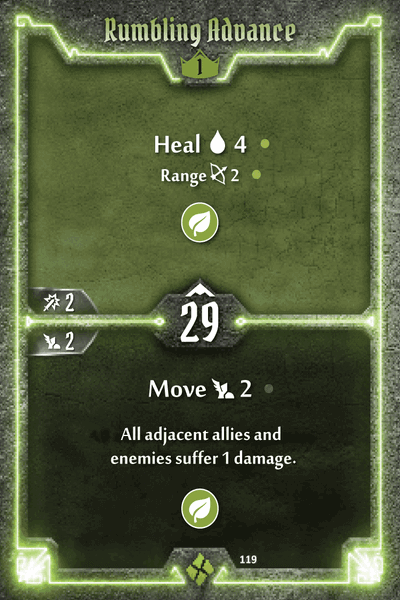 Rumbling Advance
1
Heal 4
Range 2
2
29
2
Move 2
All adjacent allies and
enemies suffer 1 damage.
119